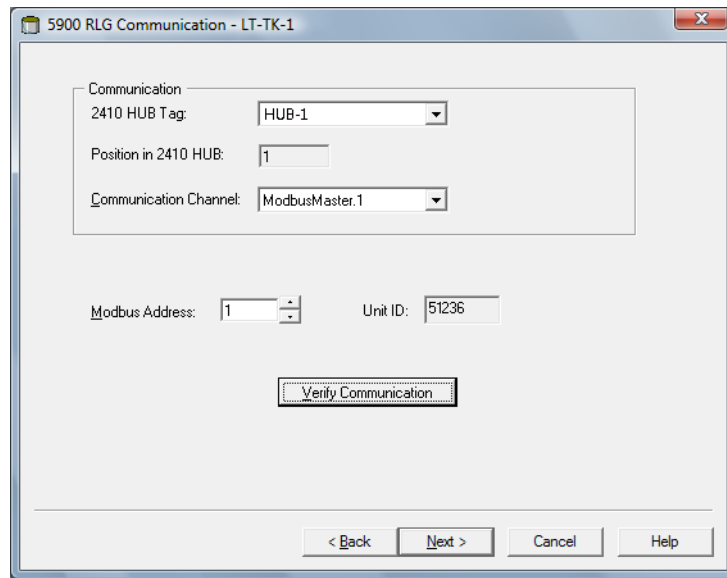 5900 RLG Communication - LT-TK-1
Communication
2410 HUB Tag: HUB-1
Position in 2410 HUB: 1
Communication Channel: ModbusMaster.1
Modbus Address: 1 Unit ID: 51236
Verify Communication
< Back Next > Cancel Help